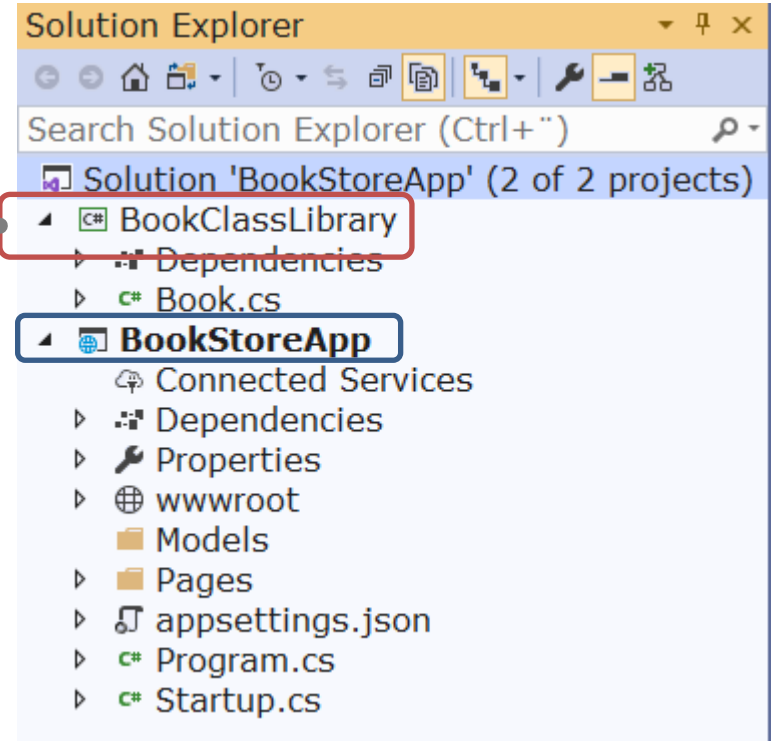 Solution Explorer
Search Solution Explorer (Ctrl+¨)
Solution 'BookStoreApp' (2 of 2 projects)
C# BookClassLibrary
Dependencies
C# Book.cs
BookStoreApp
Connected Services
Dependencies
Properties
wwwroot
Models
Pages
appsettings.json
C# Program.cs
C# Startup.cs